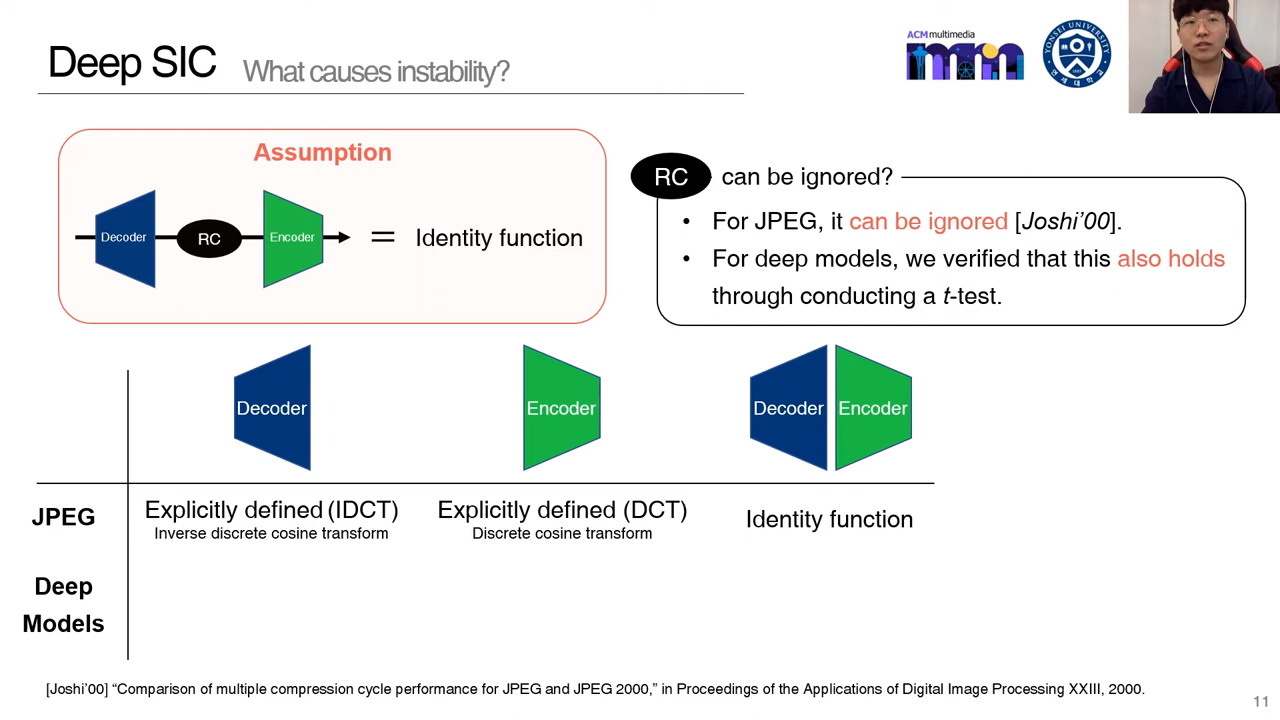 Deep SIC What causes instability?
ACM multimedia
YONSEI UNIVERSITY
Assumption
Decoder RC Encoder = Identity function
RC can be ignored?
• For JPEG, it can be ignored [Joshi’00].
• For deep models, we verified that this also holds
through conducting a t-test.
Decoder Encoder Decoder Encoder
JPEG Explicitly defined (IDCT) Explicitly defined (DCT) Identity function
Inverse discrete cosine transform Discrete cosine transform
Deep
Models
[Joshi’00] “Comparison of multiple compression cycle performance for JPEG and JPEG 2000,” in Proceedings of the Applications of Digital Image Processing XXIII, 2000.
11